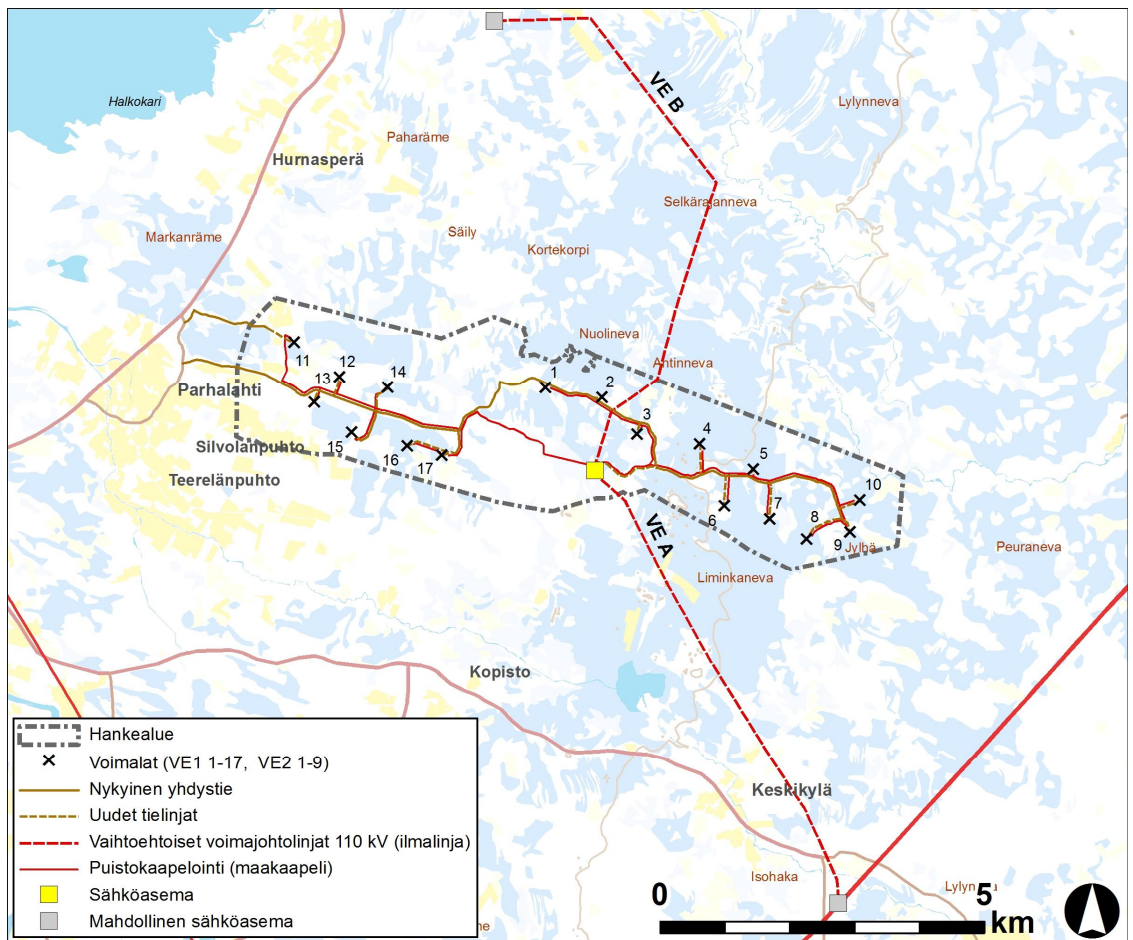 VE B
Halkokari
Lylynneva
Paharäme
Hurnasperä
Selkärajanneva
Säily
Markanräme
Kortekorpi
Nuolineva
Antinneva
11
12
13
14
1
2
Parhalahti
3
4
15
Silvolanpuhto
16
17
5
Teerelänpuhto
10
6
7
8
9
Jylhä
Peuraneva
VE A
Liminkaneva
Kopisto
Keskikylä
Isohaka
Hankealue
Voimalat (VE1 1-17, VE2 1-9)
Nykyinen yhdystie
Uudet tielinjat
Vaihtoehtoiset voimajohtolinjat 110 kV (ilmalinja)
Puistokaapelointi (maakaapeli)
Sähköasema
Mahdollinen sähköasema
0
5
km